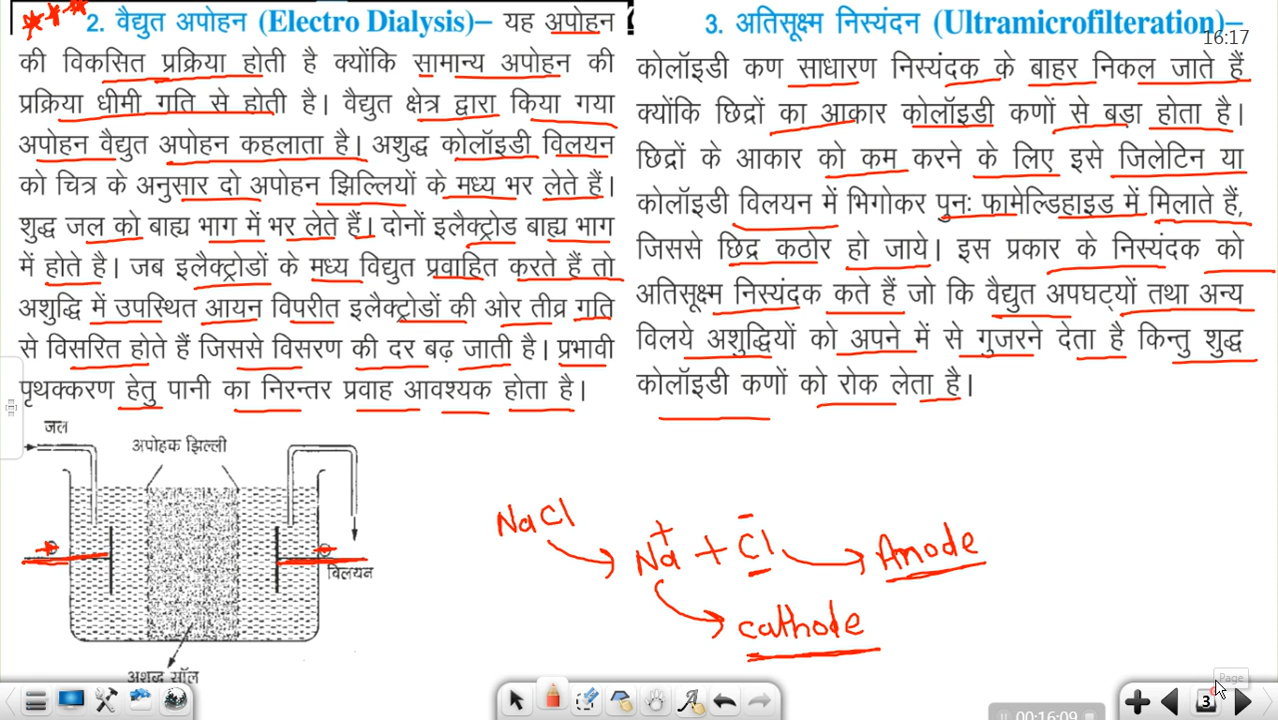 2. वैद्युत अपोहन (Electro Dialysis)– यह अपोहन
की विकसित प्रक्रिया होती है क्योंकि सामान्य अपोहन की
प्रक्रिया धीमी गति से होती है। वैद्युत क्षेत्र द्वारा किया गया
अपोहन वैद्युत अपोहन कहलाता है। अशुद्ध कोलॉइडी विलयन
को चित्र के अनुसार दो अपोहन झिल्लियों के मध्य भर लेते हैं।
शुद्ध जल को बाह्य भाग में भर लेते हैं। दोनों इलैक्ट्रोड बाह्य भाग
में होते है। जब इलैक्ट्रोडों के मध्य विद्युत प्रवाहित करते हैं तो
अशुद्धि में उपस्थित आयन विपरीत इलैक्ट्रोडों की ओर तीव्र गति
से विसरित होते हैं जिससे विसरण की दर बढ़ जाती है। प्रभावी
पृथक्करण हेतु पानी का निरन्तर प्रवाह आवश्यक होता है।
जल
अपोहक झिल्ली
विलयन
अशुद्ध सॉल
3. अतिसूक्ष्म निस्यंदन (Ultramicrofilteration)–
16:17
कोलॉइडी कण साधारण निस्यंदक के बाहर निकल जाते हैं
क्योंकि छिद्रों का आकार कोलॉइडी कणों से बड़ा होता है।
छिद्रों के आकार को कम करने के लिए इसे जिलेटिन या
कोलॉइडी विलयन में भिगोकर पुनः फामेल्डिहाइड में मिलाते हैं,
जिससे छिद्र कठोर हो जाये। इस प्रकार के निस्यंदक को
अतिसूक्ष्म निस्यंदक कते हैं जो कि वैद्युत अपघट्यों तथा अन्य
विलये अशुद्धियों को अपने में से गुजरने देता है किन्तु शुद्ध
कोलॉइडी कणों को रोक लेता है।
NaCl
Na⁺ + Cl⁻ → Anode
cathode
Page
3
00:16:09